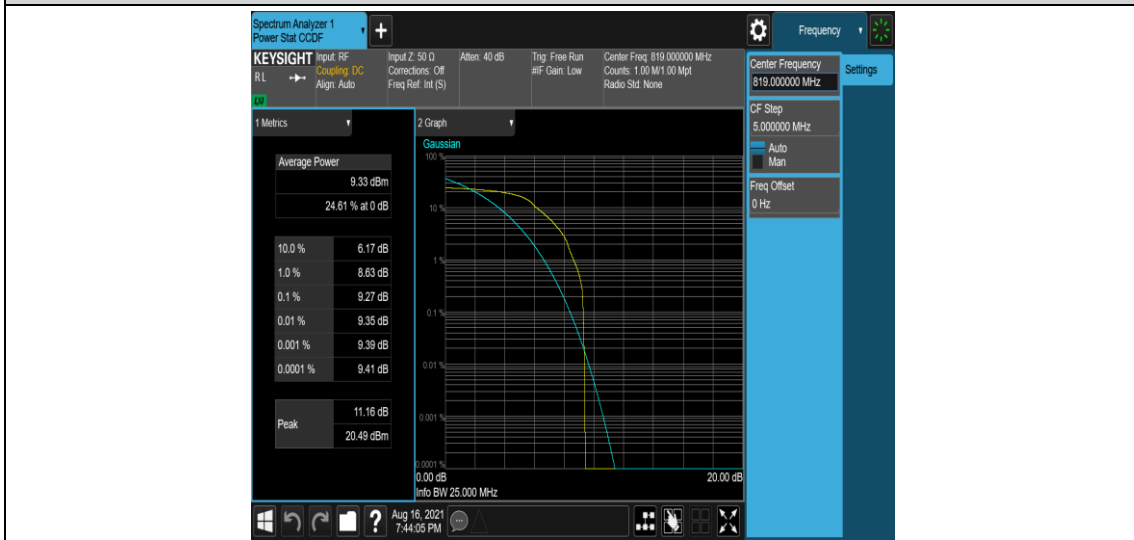 Spectrum Analyzer 1
Power Stat CCDF
+
Frequency
KEYSIGHT
RL
LXI
Input: RF
Coupling: DC
Align: Auto
Input Z: 50 Ω
Corrections: Off
Freq Ref: Int (S)
Atten: 40 dB
Trig: Free Run
#IF Gain: Low
Center Freq: 819.000000 MHz
Counts: 1.00 M/1.00 Mpt
Radio Std: None
Center Frequency
819.000000 MHz
Settings
CF Step
5.000000 MHz
Auto
Man
Freq Offset
0 Hz
1 Metrics
Average Power
9.33 dBm
24.61 % at 0 dB
10.0 % 6.17 dB
1.0 % 8.63 dB
0.1 % 9.27 dB
0.01 % 9.35 dB
0.001 % 9.39 dB
0.0001 % 9.41 dB
Peak
11.16 dB
20.49 dBm
2 Graph
Gaussian
100 %
10 %
1 %
0.1 %
0.01 %
0.001 %
0.0001 %
0.00 dB 20.00 dB
Info BW 25.000 MHz
?
Aug 16, 2021
7:44:05 PM